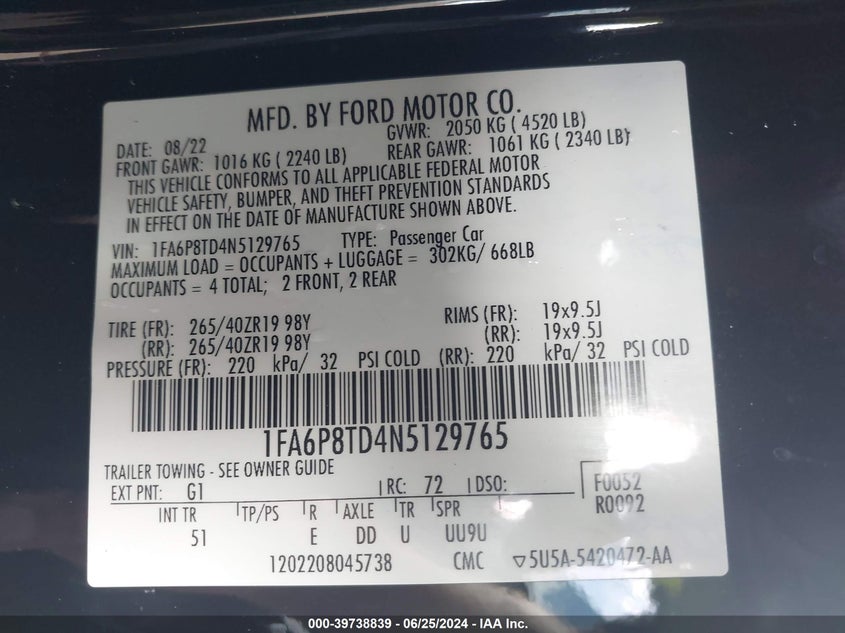 MFD. BY FORD MOTOR CO.
DATE: 08/22 GVWR: 2050 KG ( 4520 LB)
FRONT GAWR: 1016 KG ( 2240 LB) REAR GAWR: 1061 KG ( 2340 LB)
THIS VEHICLE CONFORMS TO ALL APPLICABLE FEDERAL MOTOR
VEHICLE SAFETY, BUMPER, AND THEFT PREVENTION STANDARDS
IN EFFECT ON THE DATE OF MANUFACTURE SHOWN ABOVE.
VIN: 1FA6P8TD4N5129765 TYPE: Passenger Car
MAXIMUM LOAD = OCCUPANTS + LUGGAGE = 302KG/ 668LB
OCCUPANTS = 4 TOTAL; 2 FRONT, 2 REAR
TIRE (FR): 265/40ZR19 98Y RIMS (FR): 19x9.5J
(RR): 265/40ZR19 98Y (RR): 19x9.5J
PRESSURE (FR): 220 kPa/ 32 PSI COLD (RR): 220 kPa/ 32 PSI COLD
1FA6P8TD4N5129765
TRAILER TOWING - SEE OWNER GUIDE
EXT PNT: G1 RC: 72 DSO: F0052
R0092
INT TR TP/PS R AXLE TR SPR
51 E DD U UU9U
1202208045738 CMC ▽5U5A-5420472-AA
000-39738839 - 06/25/2024 - IAA Inc.